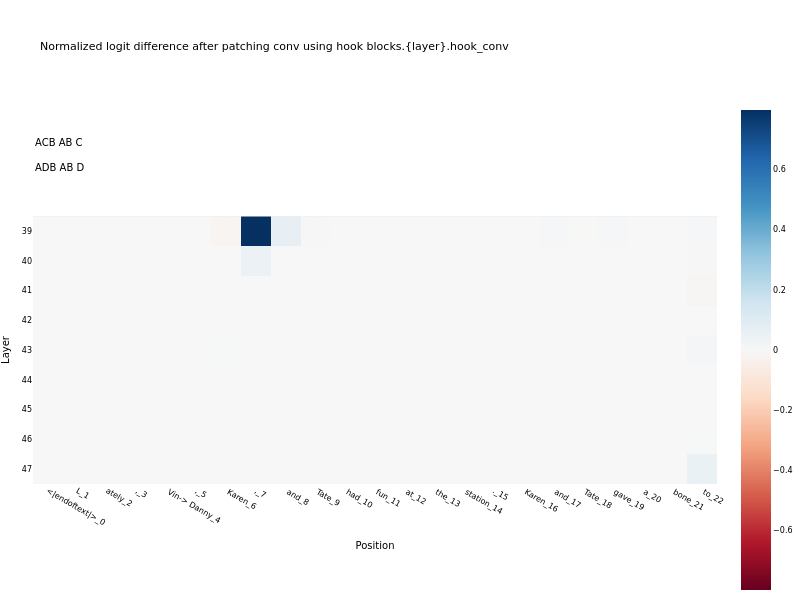 Normalized logit difference after patching conv using hook blocks.{layer}.hook_conv
ACB AB C
ADB AB D
Layer
39
40
41
42
43
44
45
46
47
<|endoftext|>_0
L_1
ately_2
,_3
Vin-> Danny_4
,_5
Karen_6
,_7
and_8
Tate_9
had_10
fun_11
at_12
the_13
station_14
._15
Karen_16
and_17
Tate_18
gave_19
a_20
bone_21
to_22
Position
0.6
0.4
0.2
0
−0.2
−0.4
−0.6